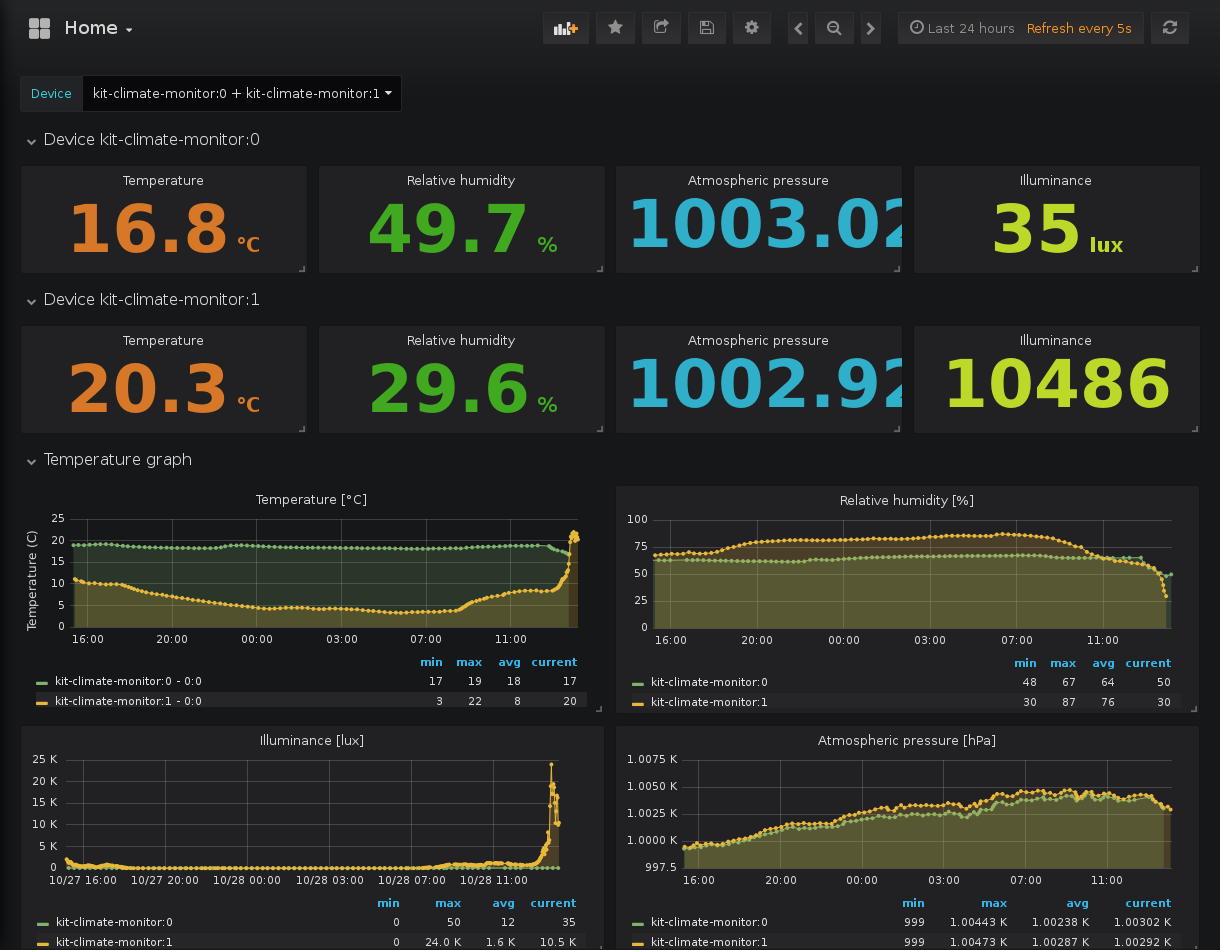 Home
Last 24 hours Refresh every 5s
Device kit-climate-monitor:0 + kit-climate-monitor:1
Device kit-climate-monitor:0
Temperature Relative humidity Atmospheric pressure Illuminance
16.8 °C 49.7 % 1003.02 35 lux
Device kit-climate-monitor:1
Temperature Relative humidity Atmospheric pressure Illuminance
20.3 °C 29.6 % 1002.92 10486
Temperature graph
Temperature [°C]
Temperature (C)
25
20
15
10
5
0
16:00 20:00 00:00 03:00 07:00 11:00
min max avg current
kit-climate-monitor:0 - 0:0 17 19 18 17
kit-climate-monitor:1 - 0:0 3 22 8 20
Relative humidity [%]
100
75
50
25
0
16:00 20:00 00:00 03:00 07:00 11:00
min max avg current
kit-climate-monitor:0 48 67 64 50
kit-climate-monitor:1 30 87 76 30
Illuminance [lux]
25 K
20 K
15 K
10 K
5 K
0
10/27 16:00 10/27 20:00 10/28 00:00 10/28 03:00 10/28 07:00 10/28 11:00
min max avg current
kit-climate-monitor:0 0 50 12 35
kit-climate-monitor:1 0 24.0 K 1.6 K 10.5 K
Atmospheric pressure [hPa]
1.0075 K
1.0050 K
1.0025 K
1.0000 K
997.5
16:00 20:00 00:00 03:00 07:00 11:00
min max avg current
kit-climate-monitor:0 999 1.00443 K 1.00238 K 1.00302 K
kit-climate-monitor:1 999 1.00473 K 1.00287 K 1.00292 K